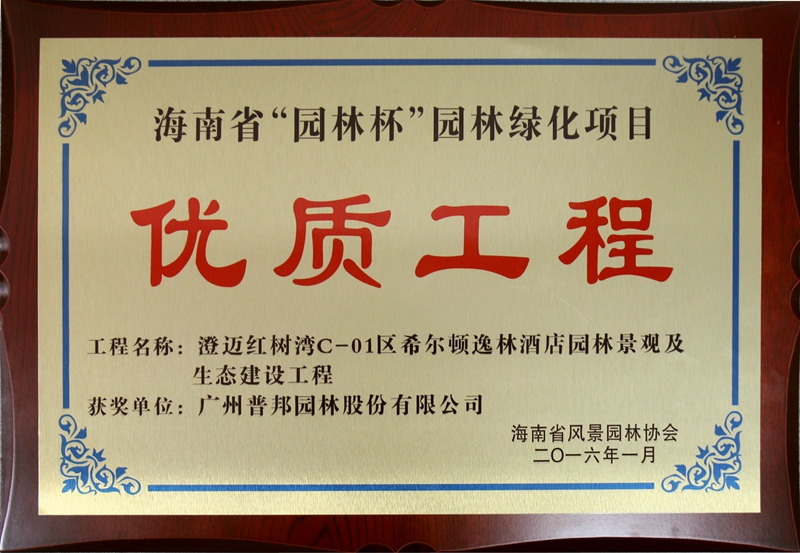 海南省“园林杯”园林绿化项目
优质工程
工程名称：澄迈红树湾C-01区希尔顿逸林酒店园林景观及
生态建设工程
获奖单位：广州普邦园林股份有限公司
海南省风景园林协会
二〇一六年一月